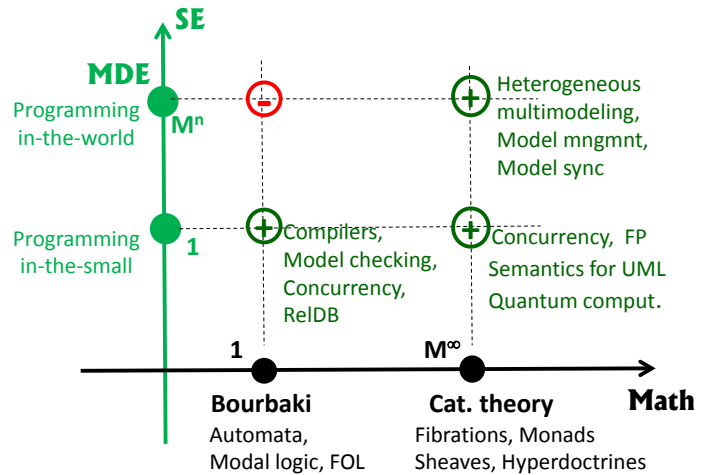 SE
MDE
Programming
in-the-world
Mⁿ
-
+
Heterogeneous
multimodeling,
Model mngmnt,
Model sync
Programming
in-the-small
1
+
Compilers,
Model checking,
Concurrency,
RelDB
+
Concurrency, FP
Semantics for UML
Quantum comput.
1
M∞
Bourbaki
Automata,
Modal logic, FOL
Cat. theory
Fibrations, Monads
Sheaves, Hyperdoctrines
Math